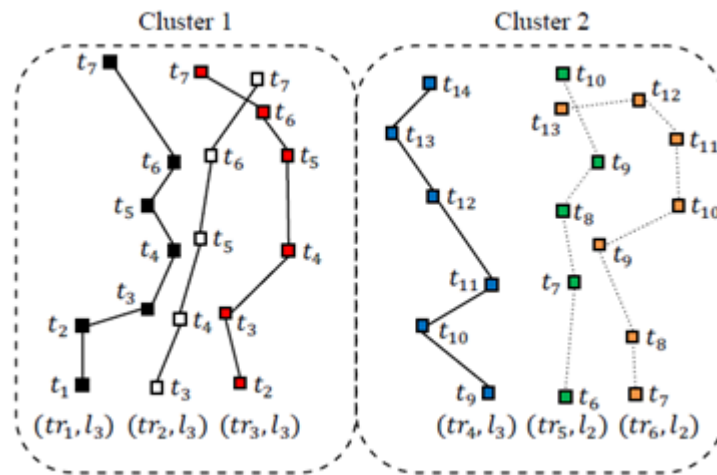 Cluster 1
Cluster 2
t₇ t₆ t₅ t₄ t₃ t₂ t₁
t₇ t₆ t₅ t₄ t₃
t₇ t₆ t₅ t₄ t₃ t₂
t₁₄ t₁₃ t₁₂ t₁₁ t₁₀ t₉
t₁₀ t₉ t₈ t₇ t₆
t₁₃ t₁₂ t₁₁ t₁₀ t₉ t₈ t₇
(tr₁, l₃) (tr₂, l₃) (tr₃, l₃)
(tr₄, l₃) (tr₅, l₂) (tr₆, l₂)